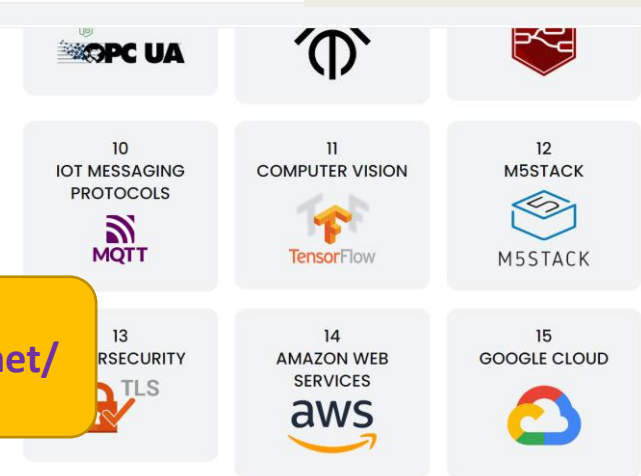 OPC UA
10
IOT MESSAGING
PROTOCOLS
MQTT
11
COMPUTER VISION
TensorFlow
12
M5STACK
5
M5STACK
net/
13
RSECURITY
TLS
14
AMAZON WEB
SERVICES
aws
15
GOOGLE CLOUD